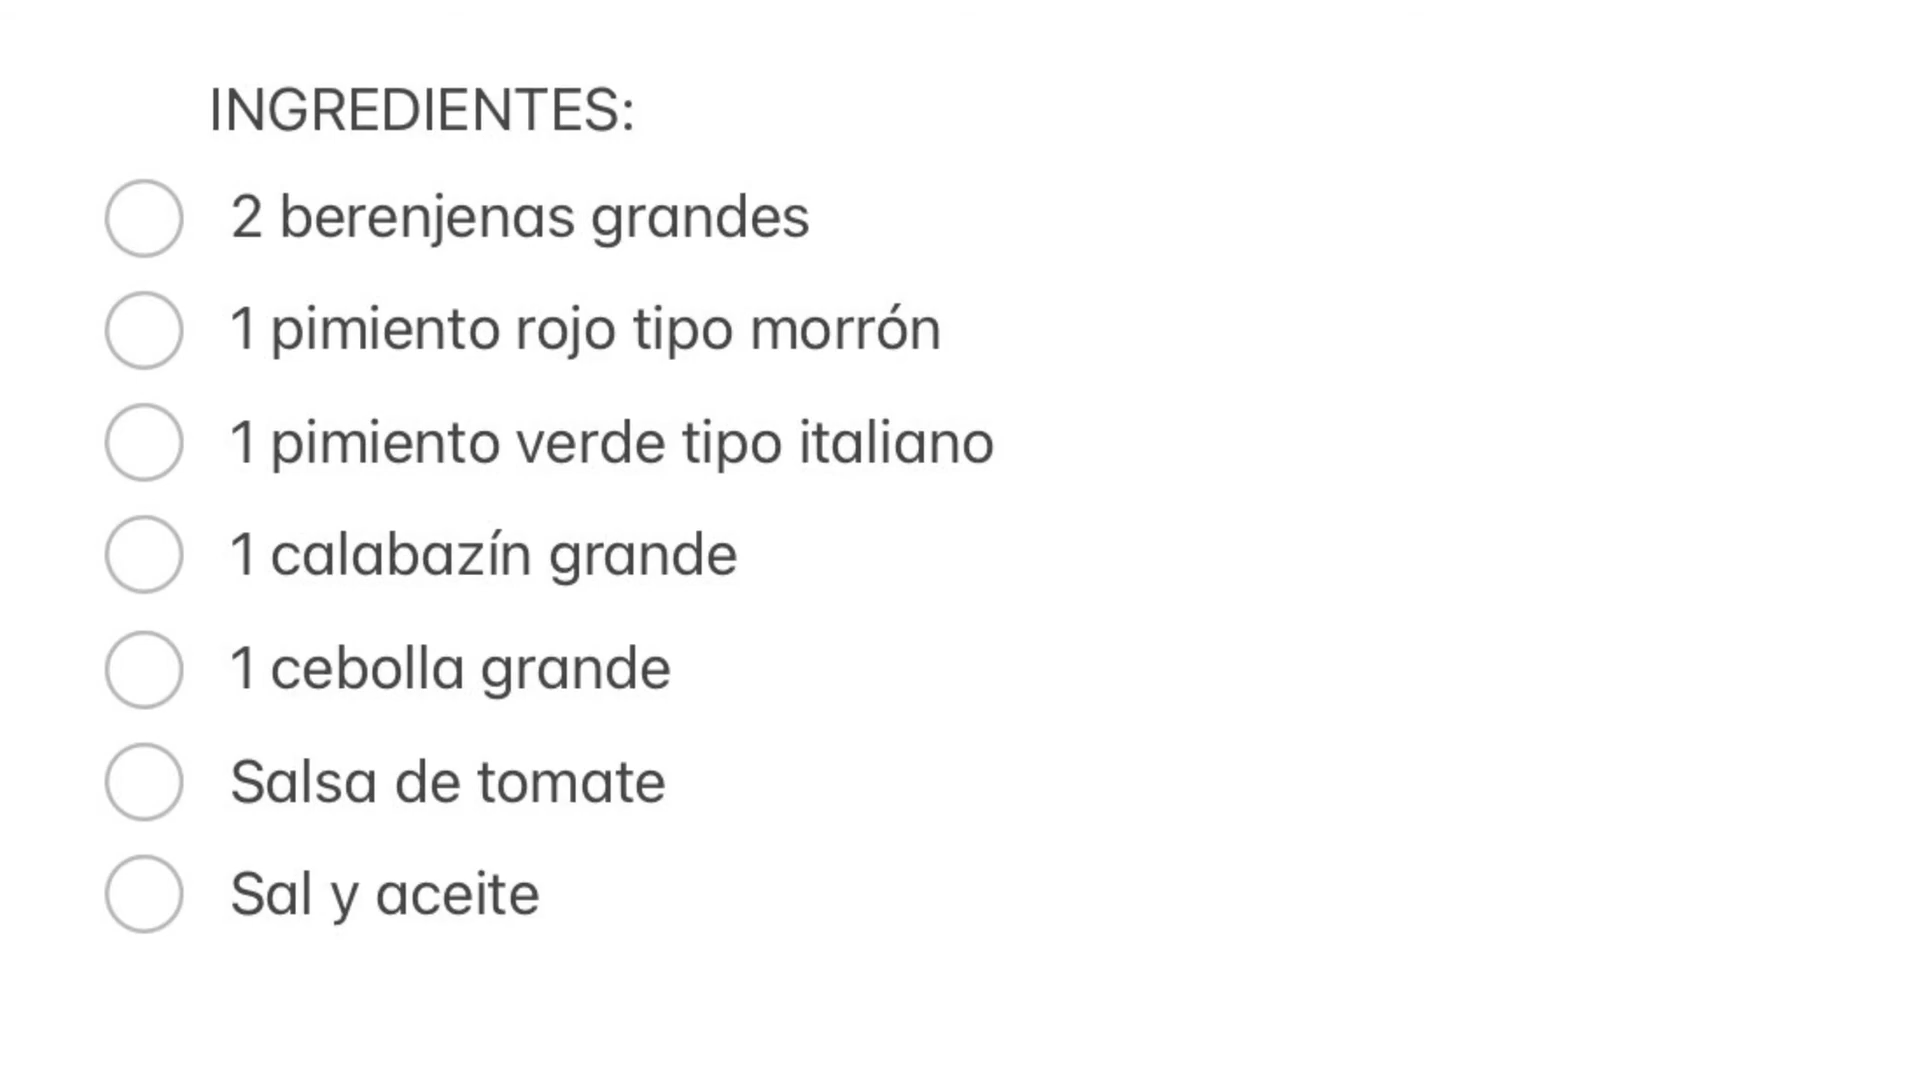 INGREDIENTES:
2 berenjenas grandes
1 pimiento rojo tipo morrón
1 pimiento verde tipo italiano
1 calabazín grande
1 cebolla grande
Salsa de tomate
Sal y aceite